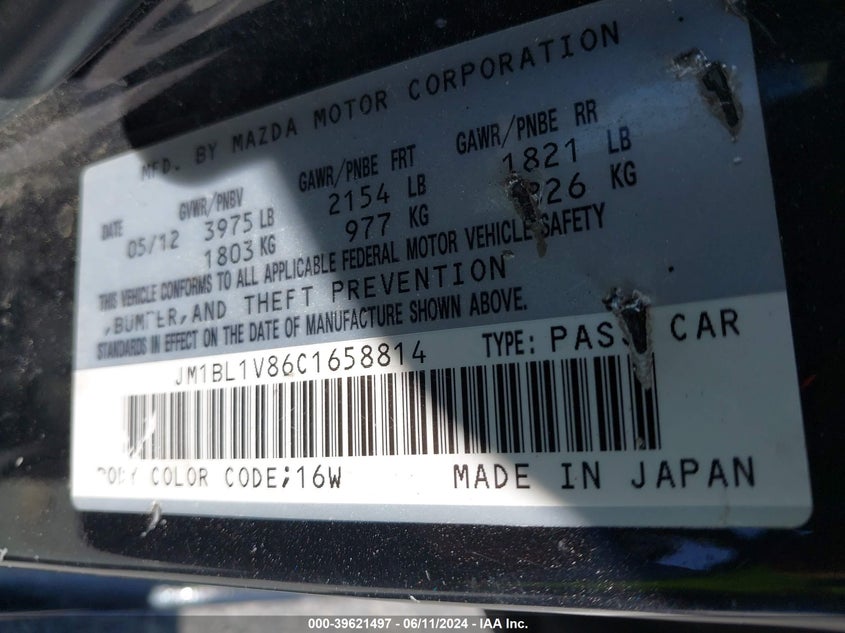 MFD. BY MAZDA MOTOR CORPORATION
DATE GVWR/PNBV GAWR/PNBE FRT GAWR/PNBE RR
05/12 3975 LB 2154 LB 1821 LB
1803 KG 977 KG 826 KG
THIS VEHICLE CONFORMS TO ALL APPLICABLE FEDERAL MOTOR VEHICLE SAFETY
,BUMPER,AND THEFT PREVENTION
STANDARDS IN EFFECT ON THE DATE OF MANUFACTURE SHOWN ABOVE.
JM1BL1V86C1658814 TYPE: PASS CAR
BODY COLOR CODE;16W MADE IN JAPAN
000-39621497 - 06/11/2024 - IAAI Inc.